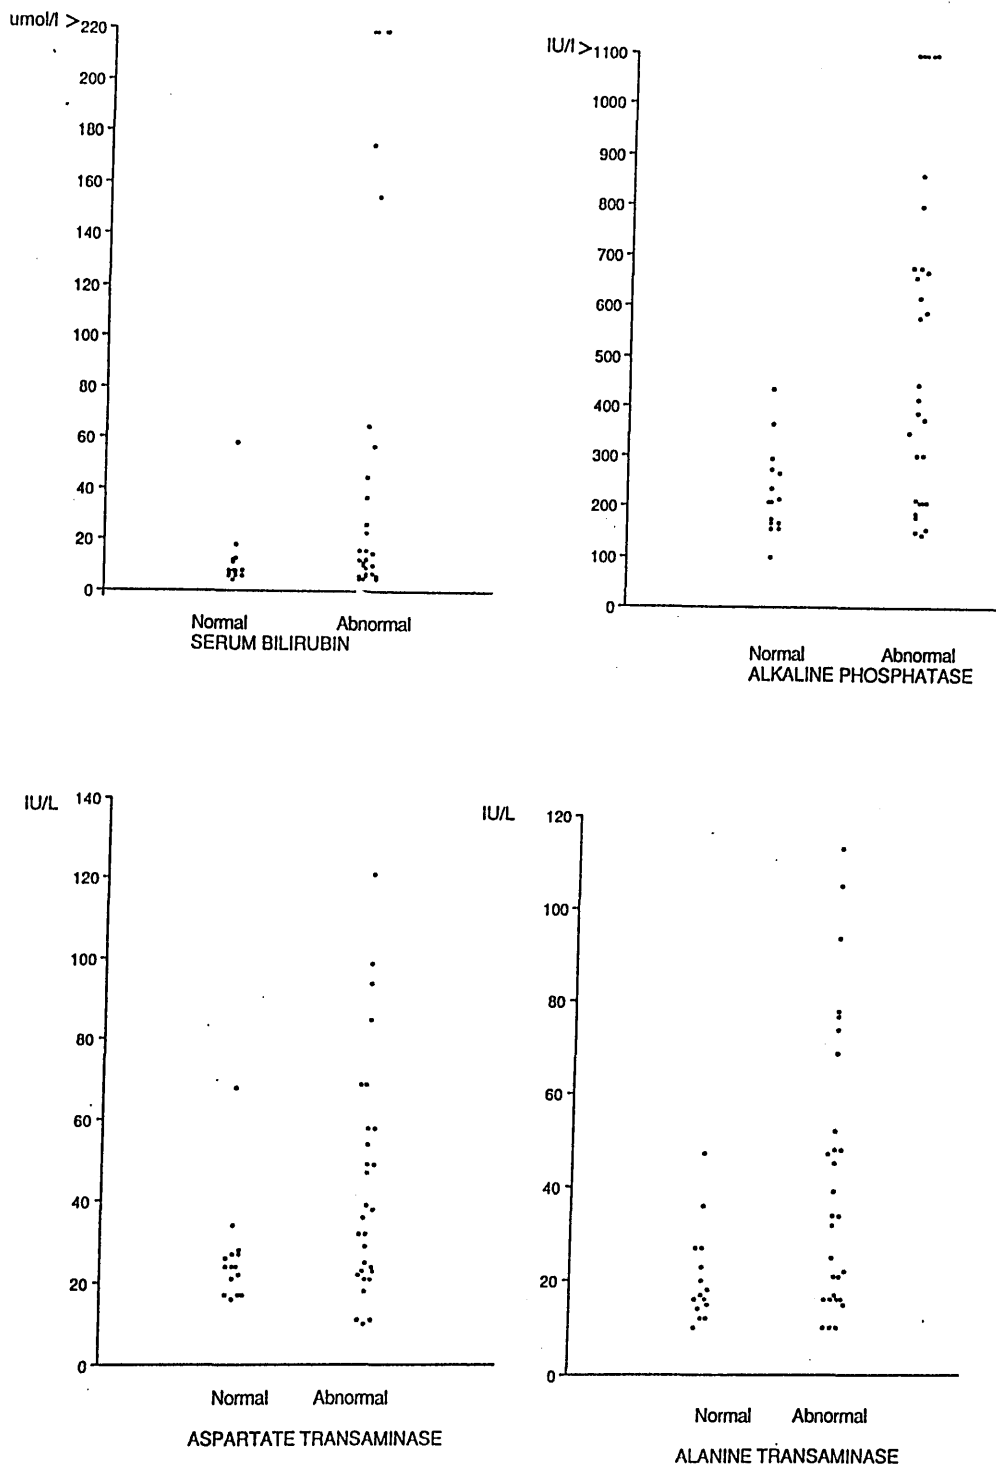 umol/l >220
200
180
160
140
120
100
80
60
40
20
0
Normal Abnormal
SERUM BILIRUBIN
IU/l >1100
1000
900
800
700
600
500
400
300
200
100
0
Normal Abnormal
ALKALINE PHOSPHATASE
IU/L 140
120
100
80
60
40
20
0
Normal Abnormal
ASPARTATE TRANSAMINASE
IU/L 120
100
80
60
40
20
0
Normal Abnormal
ALANINE TRANSAMINASE